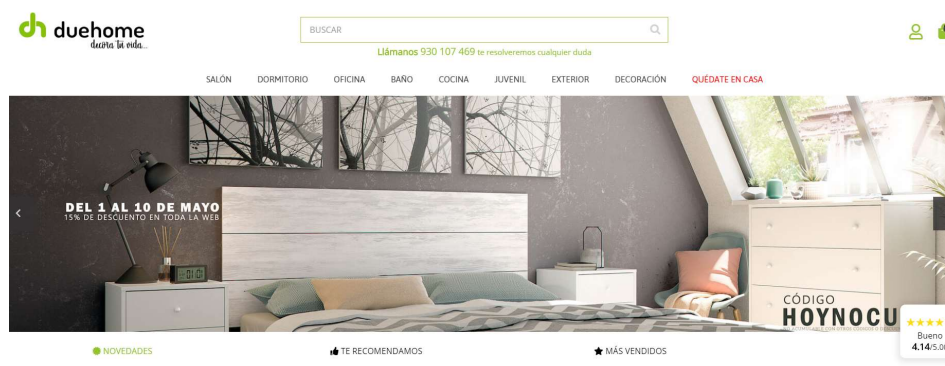 dh duehome
decora tu vida...
BUSCAR
Llámanos 930 107 469 te resolveremos cualquier duda
SALÓN DORMITORIO OFICINA BAÑO COCINA JUVENIL EXTERIOR DECORACIÓN QUÉDATE EN CASA
DEL 1 AL 10 DE MAYO
15% DE DESCUENTO EN TODA LA WEB
CÓDIGO
HOYNOCU
Bueno
4.14/5.00
NOVEDADES TE RECOMENDAMOS MÁS VENDIDOS